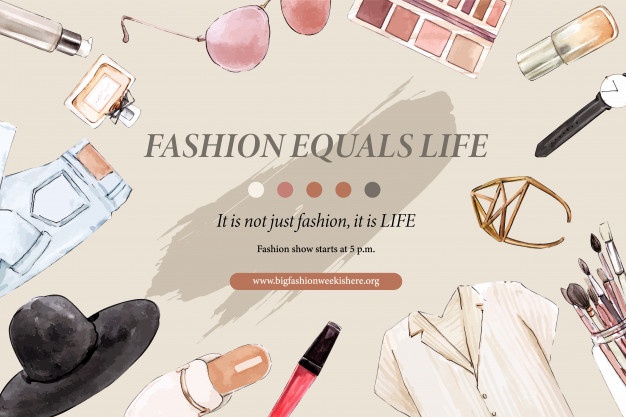 FASHION EQUALS LIFE
It is not just fashion, it is LIFE
Fashion show starts at 5 p.m.
www.bigfashionweekishere.org